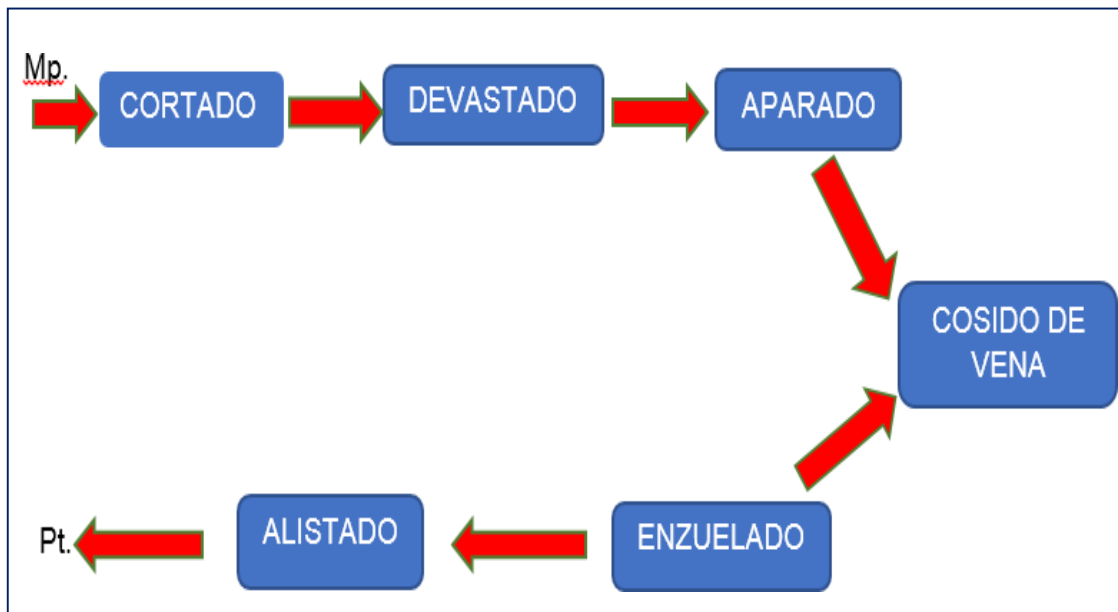 Mp.
CORTADO
DEVASTADO
APARADO
COSIDO DE
VENA
ENZUELADO
ALISTADO
Pt.